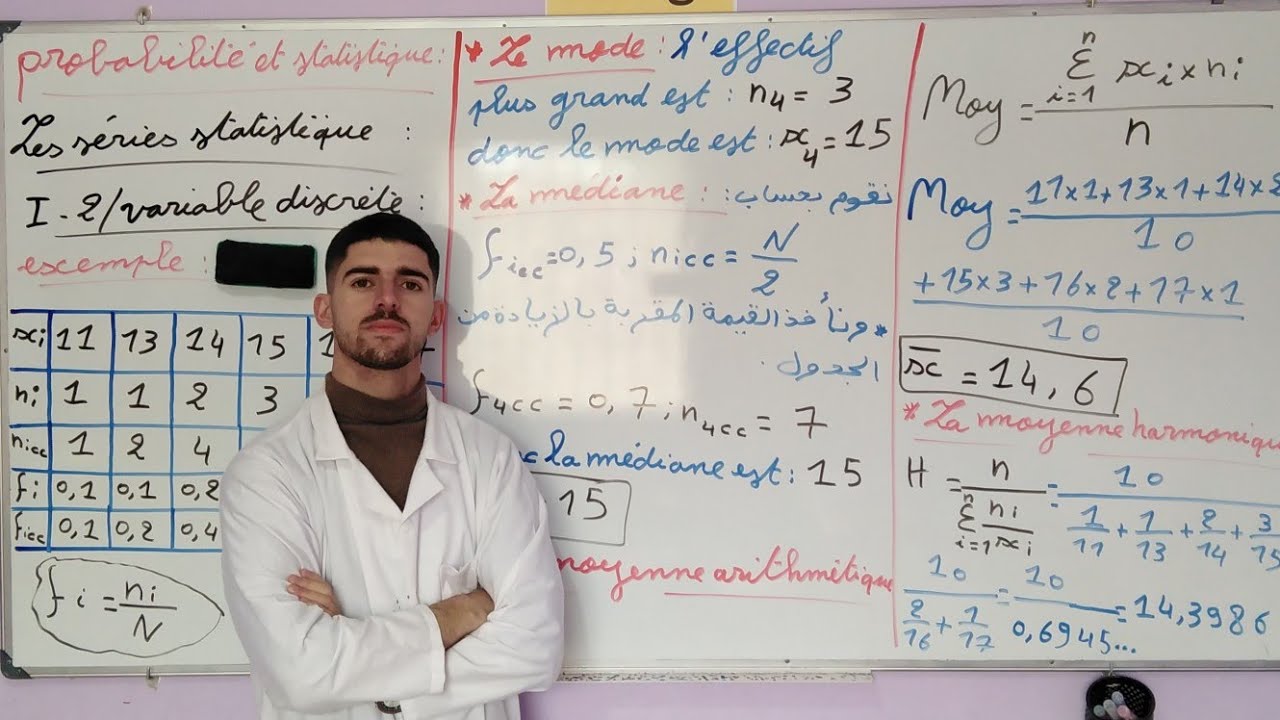 probabilité et statistique:
Les séries statistique :
I-2/variable discrète:
exemple:
xi 11 13 14 15 1
ni 1 1 2 3
nicc 1 2 4
fi 0,1 0,1 0,2
ficc 0,1 0,2 0,4
fi = ni/N
* Le mode: l'effectif
plus grand est: n4 = 3
donc le mode est: x4 = 15
* La médiane: نقوم بحساب:
ficc = 0,5 ; nicc = N/2
* ونأخذ القيمة المقربة بالزيادة من
الجدول.
f4cc = 0,7 ; n4cc = 7
la médiane est: 15
15
moyenne arithmétique
Moy = Σ i=1 n xi × ni / n
Moy = 11×1+13×1+14×2 / 10
+15×3+16×2+17×1 / 10
x̄ = 14,6
* La moyenne harmonique
H = n / Σ i=1 n ni/xi = 10 / 1/11 + 1/13 + 2/14 + 3/15
10 / 2/16 + 1/17 = 10 / 0,6945... = 14,3986